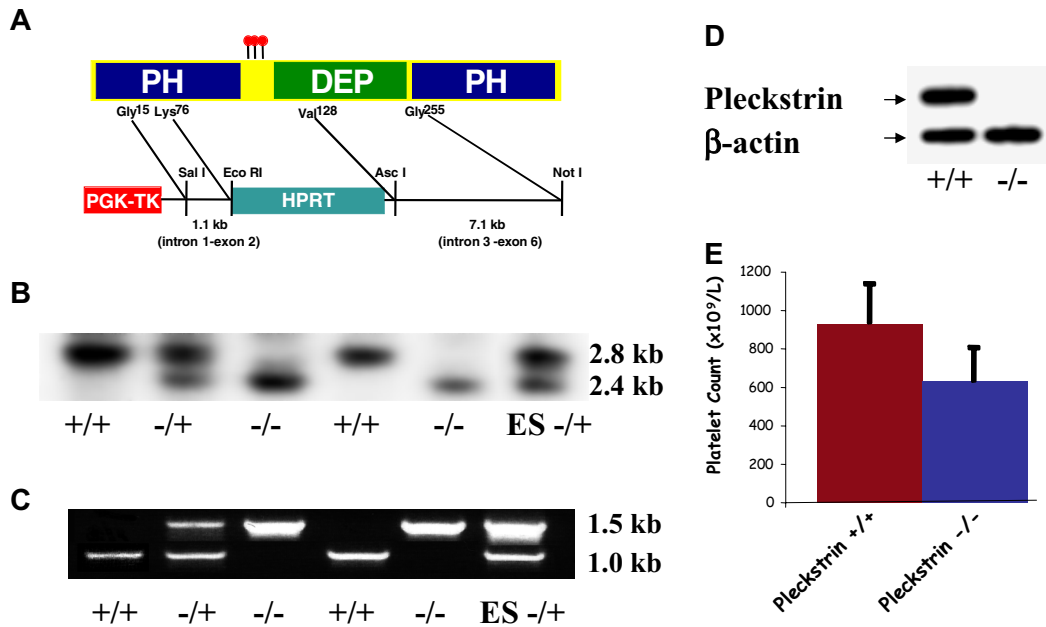 A
PH DEP PH
Gly15 Lys76 Val128 Gly255
Sal I Eco RI Asc I Not I
PGK-TK HPRT
1.1 kb 7.1 kb
(intron 1-exon 2) (intron 3 -exon 6)
B
2.8 kb
2.4 kb
+/+ -/+ -/- +/+ -/- ES -/+
C
1.5 kb
1.0 kb
+/+ -/+ -/- +/+ -/- ES -/+
D
Pleckstrin
β-actin
+/+ -/-
E
Platelet Count (x10⁹/L)
1200
1000
800
600
400
200
0
Pleckstrin +/+
Pleckstrin -/-